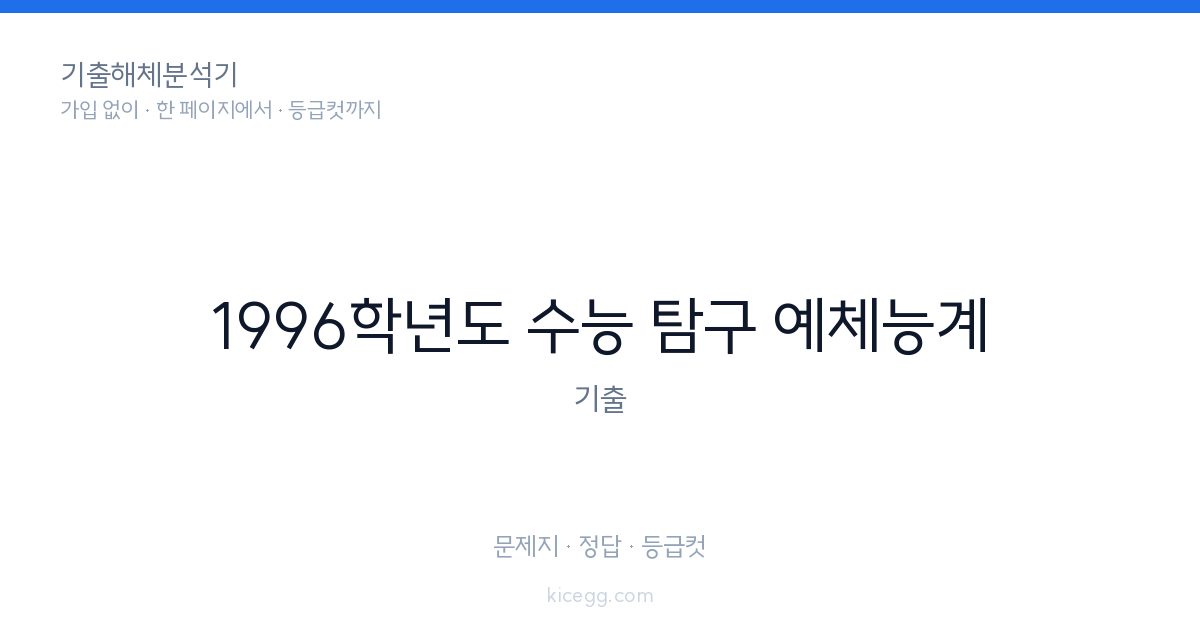 기출해체분석기
가입 없이 · 한 페이지에서 · 등급컷까지
1996학년도 수능 탐구 예체능계
기출
문제지 · 정답 · 등급컷
kicegg.com